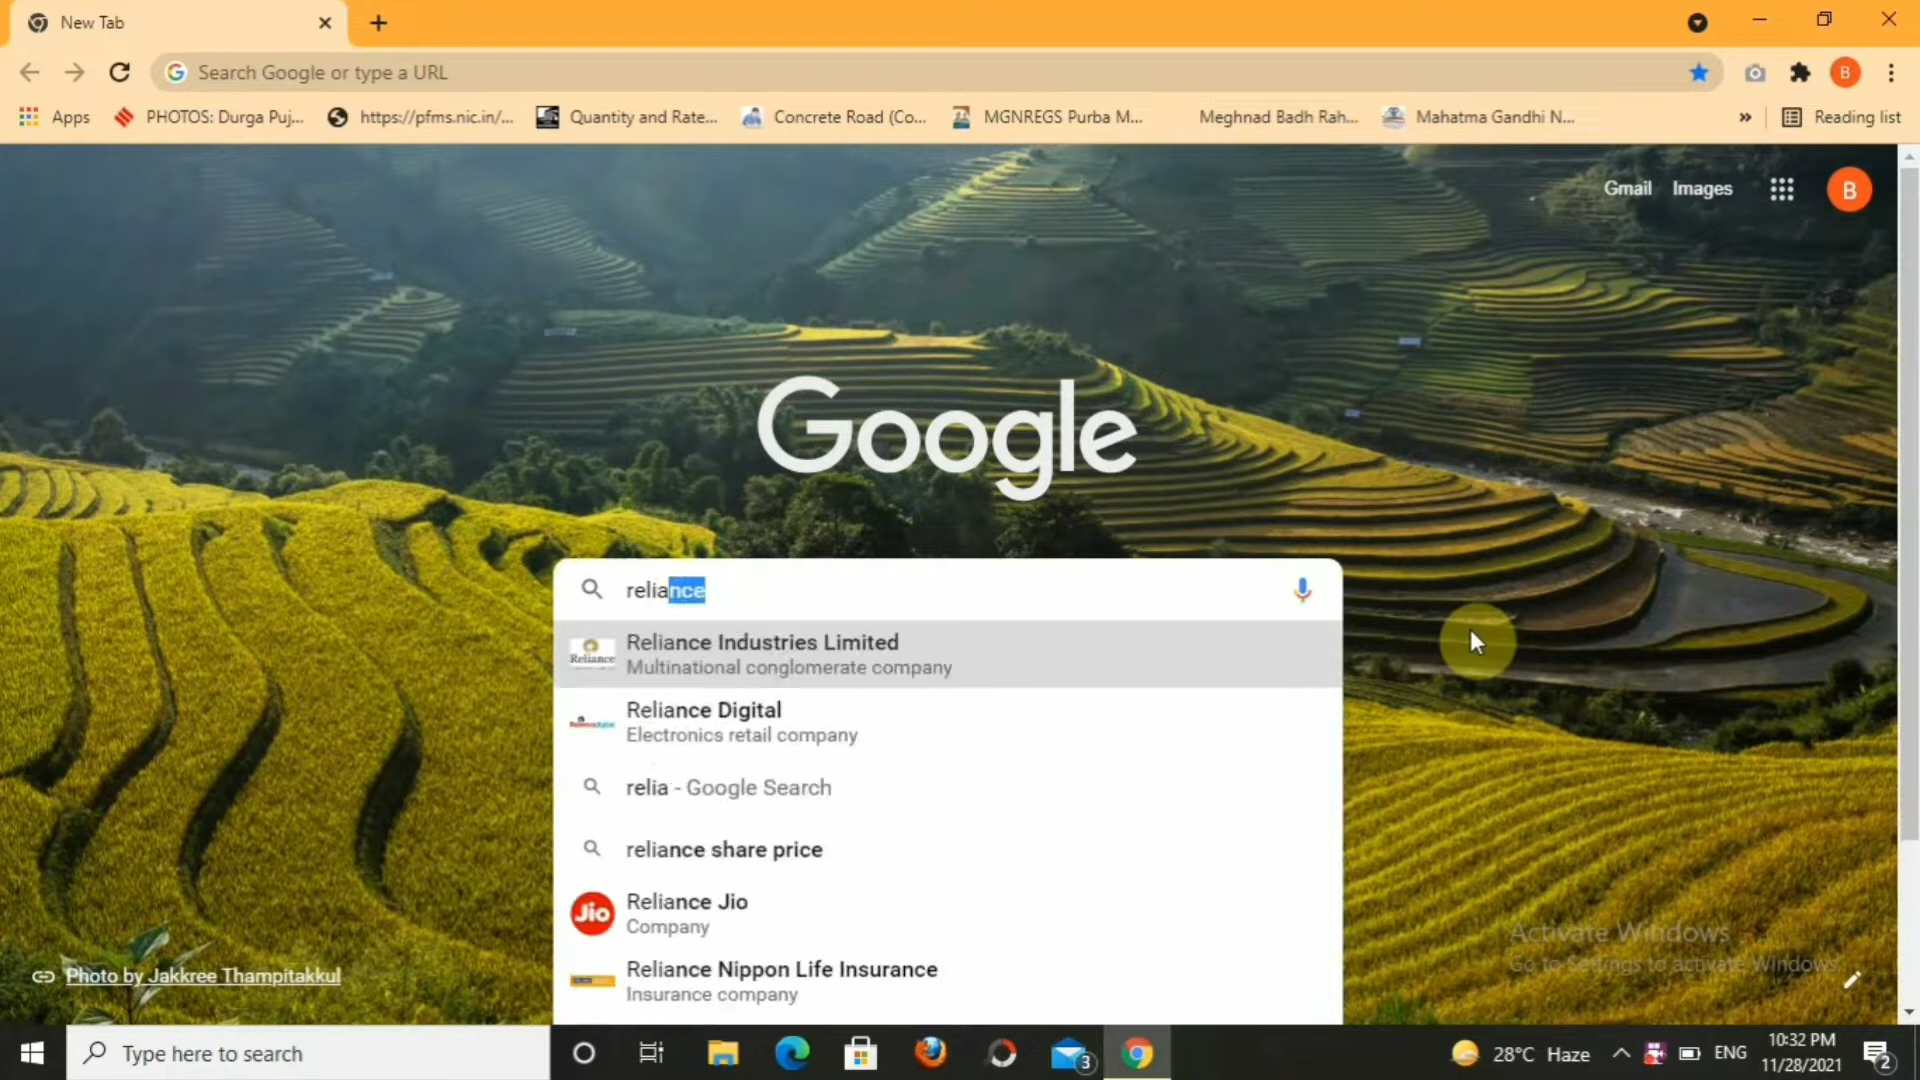 New Tab
Search Google or type a URL
B
Apps
PHOTOS: Durga Puj...
https://pfms.nic.in/...
Quantity and Rate...
Concrete Road (Co...
MGNREGS Purba M...
Meghnad Badh Rah...
Mahatma Gandhi N...
»
Reading list
Gmail
Images
B
Google
reliance
Reliance
Reliance Industries Limited
Multinational conglomerate company
Reliance Digital
Electronics retail company
relia - Google Search
reliance share price
Jio
Reliance Jio
Company
Reliance Nippon Life Insurance
Insurance company
Activate Windows
Go to Settings to activate Windows.
Photo by Jakkree Thampitakkul
Type here to search
3
28°C Haze
ENG
10:32 PM
11/28/2021
2